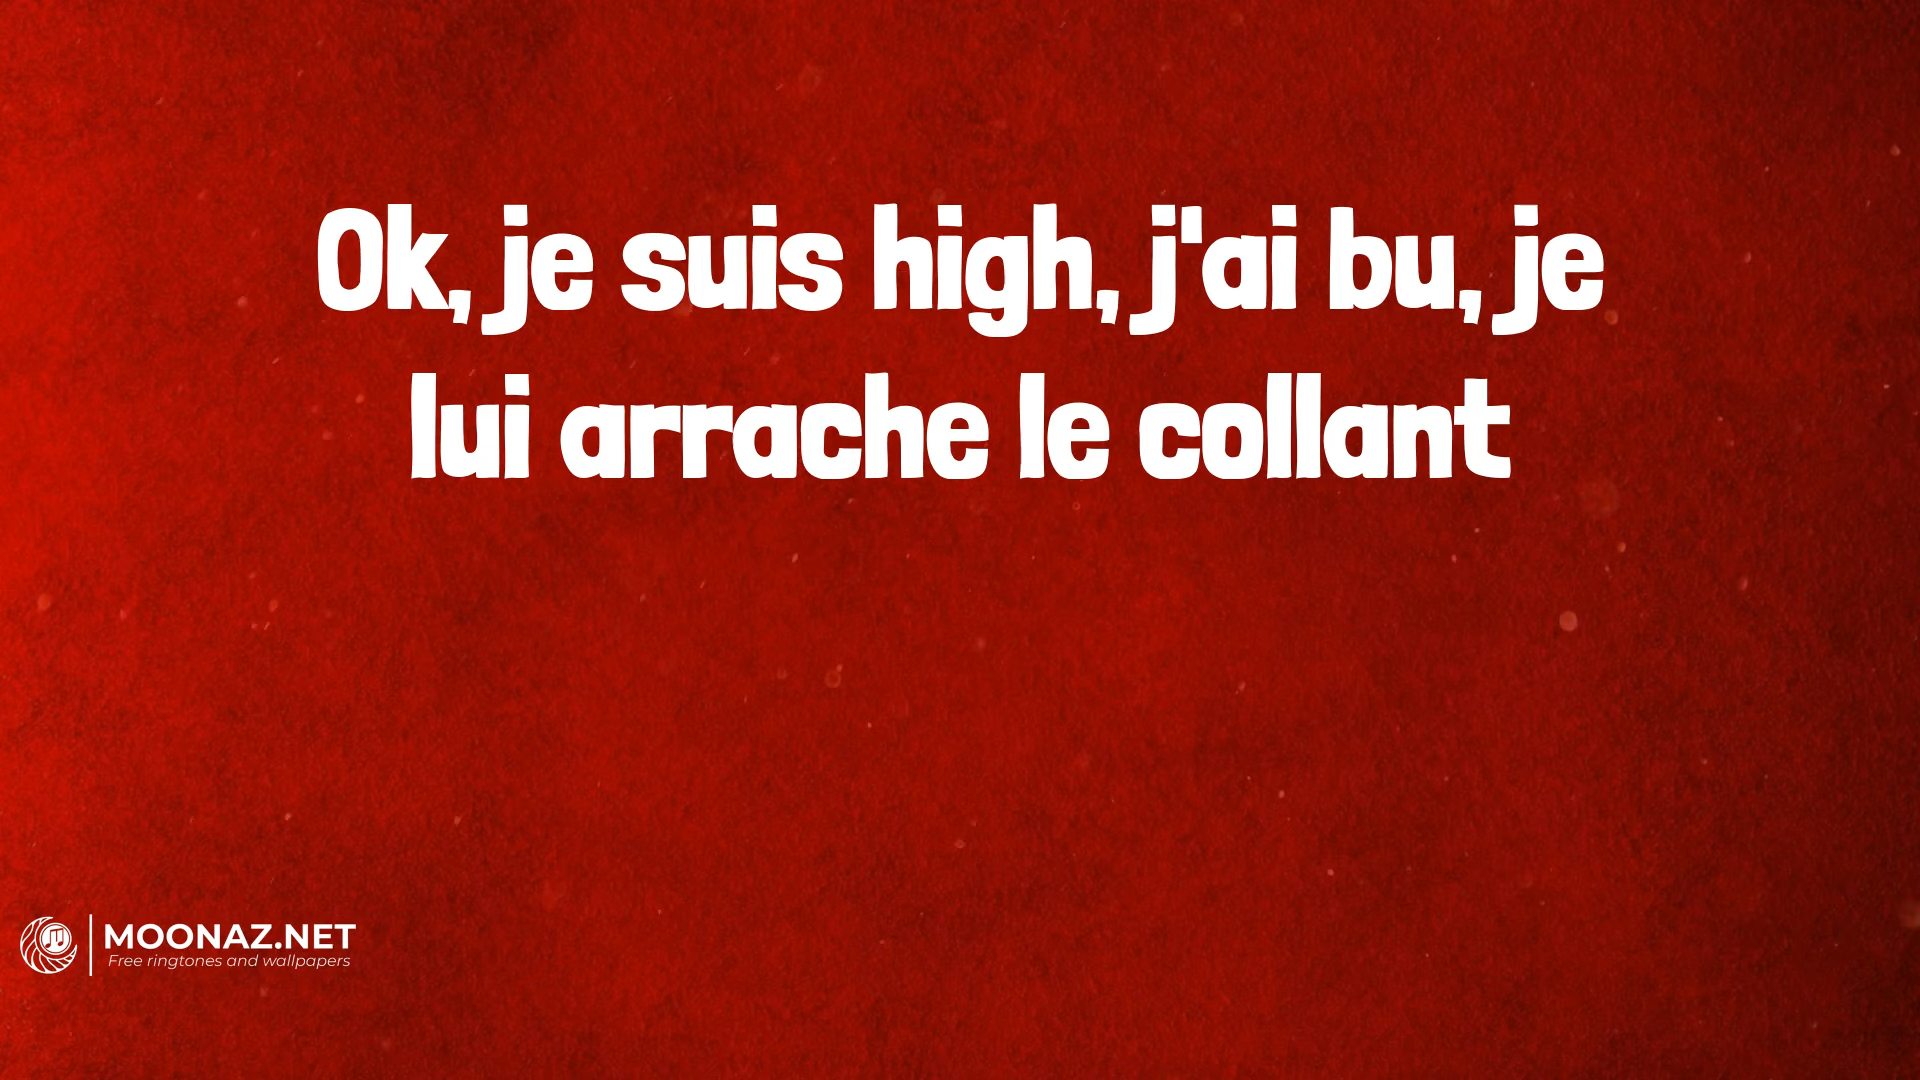 Ok, je suis high, j'ai bu, je
lui arrache le collant
MOONAZ.NET
Free ringtones and wallpapers